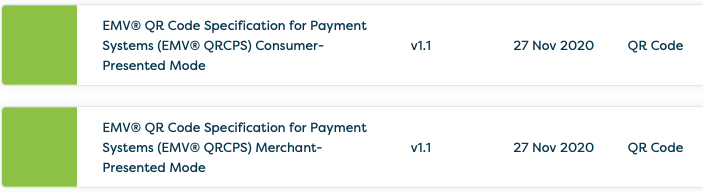 EMV® QR Code Specification for Payment
Systems (EMV® QRCPS) Consumer-
Presented Mode
v1.1
27 Nov 2020
QR Code
EMV® QR Code Specification for Payment
Systems (EMV® QRCPS) Merchant-
Presented Mode
v1.1
27 Nov 2020
QR Code